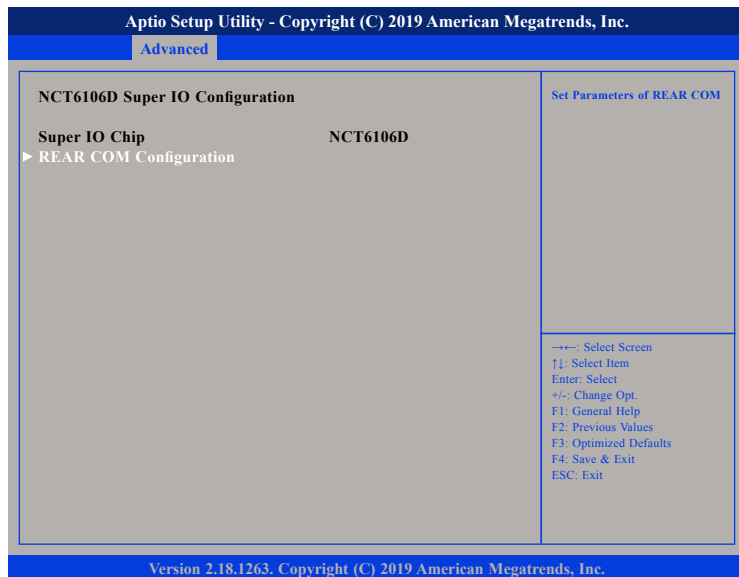 Aptio Setup Utility - Copyright (C) 2019 American Megatrends, Inc.
Advanced
NCT6106D Super IO Configuration
Super IO Chip NCT6106D
► REAR COM Configuration
Set Parameters of REAR COM
→←: Select Screen
↑↓: Select Item
Enter: Select
+/-: Change Opt.
F1: General Help
F2: Previous Values
F3: Optimized Defaults
F4: Save & Exit
ESC: Exit
Version 2.18.1263. Copyright (C) 2019 American Megatrends, Inc.